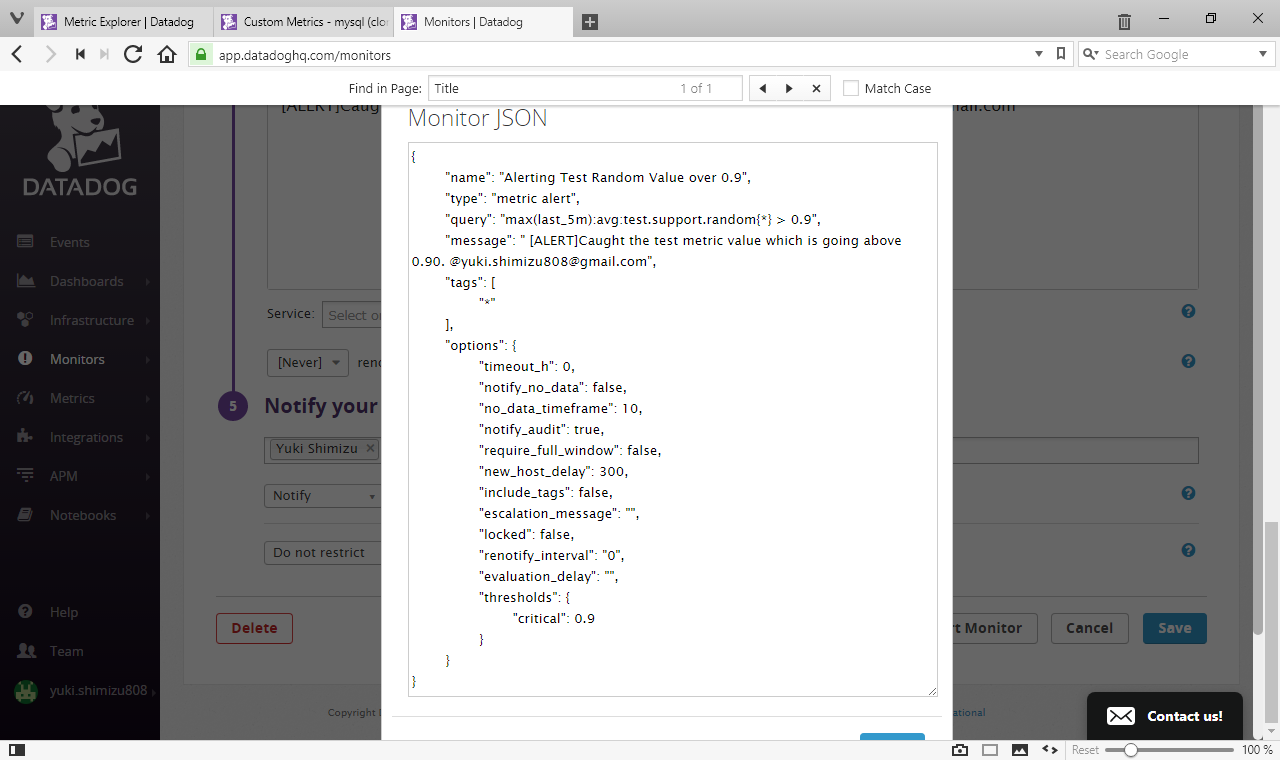 Metric Explorer | Datadog
Custom Metrics - mysql (clo
Monitors | Datadog
app.datadoghq.com/monitors
Search Google
Find in Page:
Title
1 of 1
Match Case
[ALERT]Caug
ail.com
Monitor JSON
{
"name": "Alerting Test Random Value over 0.9",
"type": "metric alert",
"query": "max(last_5m):avg:test.support.random{*} > 0.9",
"message": " [ALERT]Caught the test metric value which is going above
0.90. @yuki.shimizu808@gmail.com",
"tags": [
"*"
],
"options": {
"timeout_h": 0,
"notify_no_data": false,
"no_data_timeframe": 10,
"notify_audit": true,
"require_full_window": false,
"new_host_delay": 300,
"include_tags": false,
"escalation_message": "",
"locked": false,
"renotify_interval": "0",
"evaluation_delay": "",
"thresholds": {
"critical": 0.9
}
}
}
DATADOG
Events
Dashboards
Infrastructure
Monitors
Metrics
Integrations
APM
Notebooks
Help
Team
yuki.shimizu808
Service:
Select o
[Never]
reno
5
Notify your
Yuki Shimizu
Notify
Do not restrict
Delete
rt Monitor
Cancel
Save
Copyright
ational
Contact us!
Reset
100 %